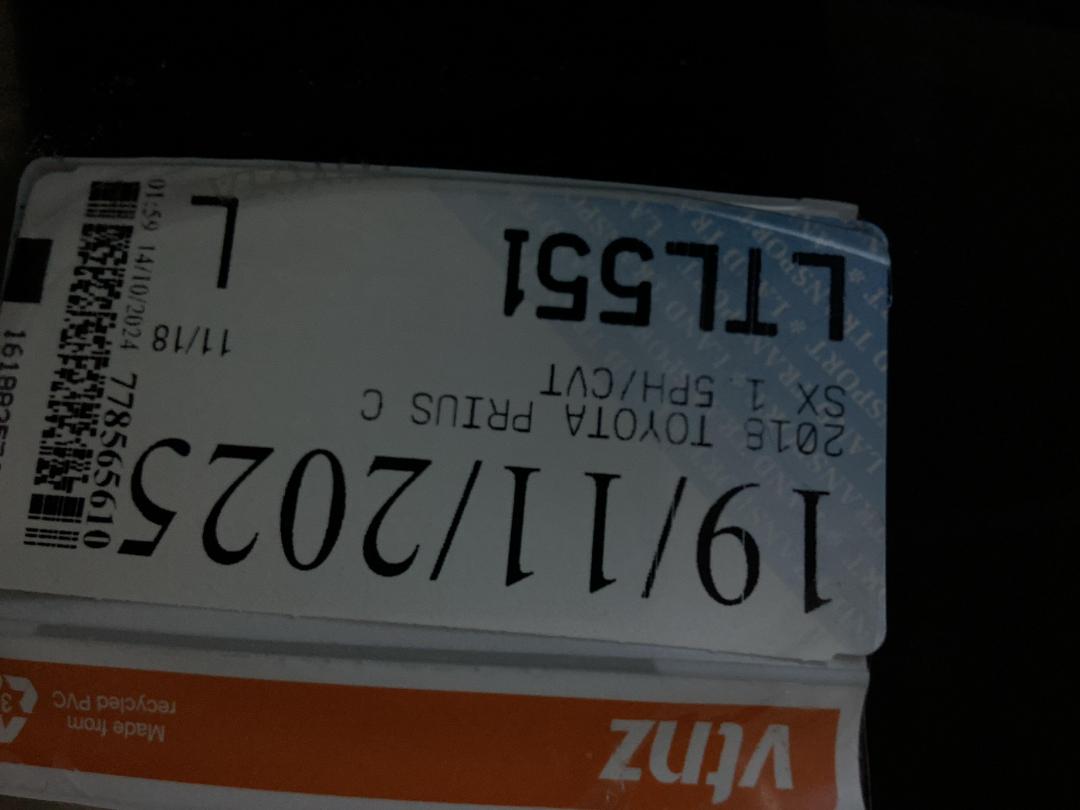 vtnz
Made from
recycled PVC
19/11/2025
2018 TOYOTA PRIUS C
SX 1.5PH/CVT
11/18
LTL551
L
01:59 14/10/2024
778565610